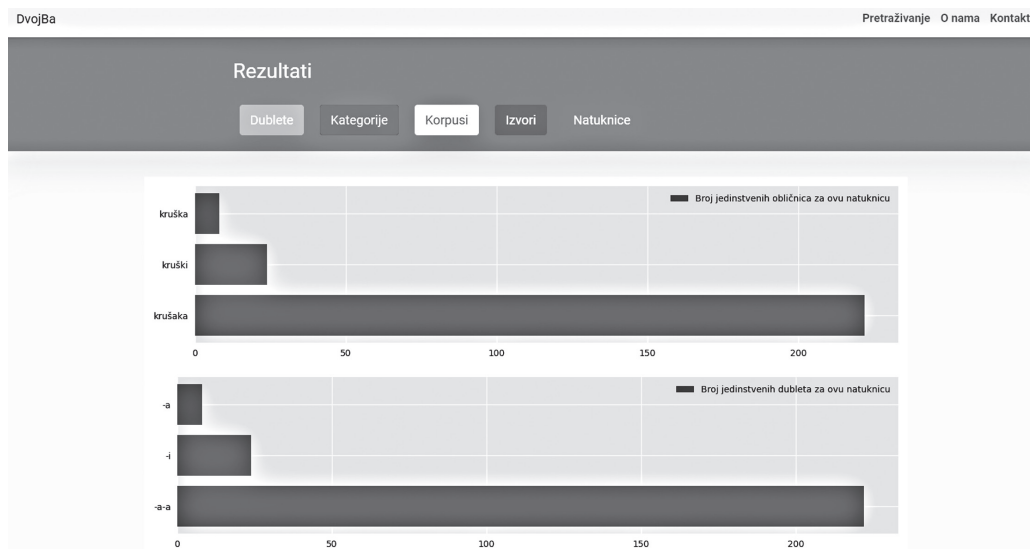 DvojBa Pretraživanje O nama Kontakt
Rezultati
Dublete Kategorije Korpusi Izvori Natuknice
Broj jedinstvenih obličnica za ovu natuknicu
kruška
kruški
krušaka
0 50 100 150 200
Broj jedinstvenih dubleta za ovu natuknicu
-a
-i
-a-a
0 50 100 150 200